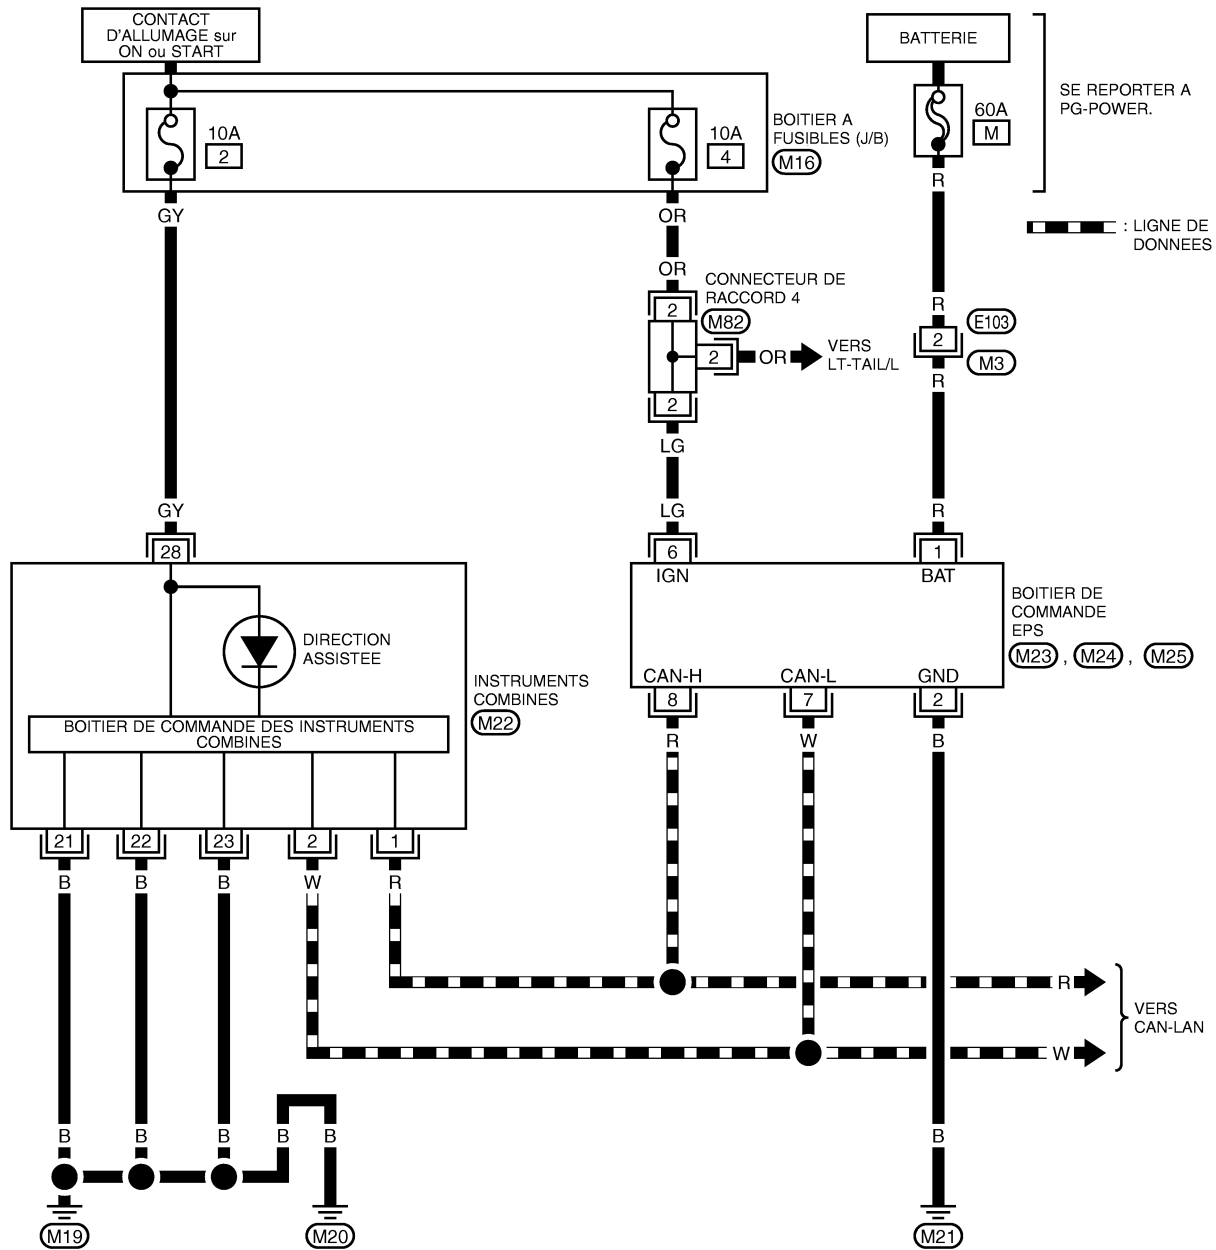 CONTACT
D'ALLUMAGE sur
ON ou START
BATTERIE
SE REPORTER A
PG-POWER.
10A
2
10A
4
BOITIER A
FUSIBLES (J/B)
M16
60A
M
R
: LIGNE DE
DONNEES
GY
OR
OR
CONNECTEUR DE
RACCORD 4
M82
2
2
OR
VERS
LT-TAIL/L
2
R
E103
2
M3
R
LG
GY
LG
R
28
6
1
IGN
BAT
BOITIER DE
COMMANDE
EPS
M23 , M24 , M25
DIRECTION
ASSISTEE
INSTRUMENTS
COMBINES
M22
CAN-H
CAN-L
GND
8
7
2
BOITIER DE COMMANDE DES INSTRUMENTS
COMBINES
R
W
B
21
22
23
2
1
B
B
B
W
R
R
W
VERS
CAN-LAN
B
B
B
B
B
B
M19
M20
M21